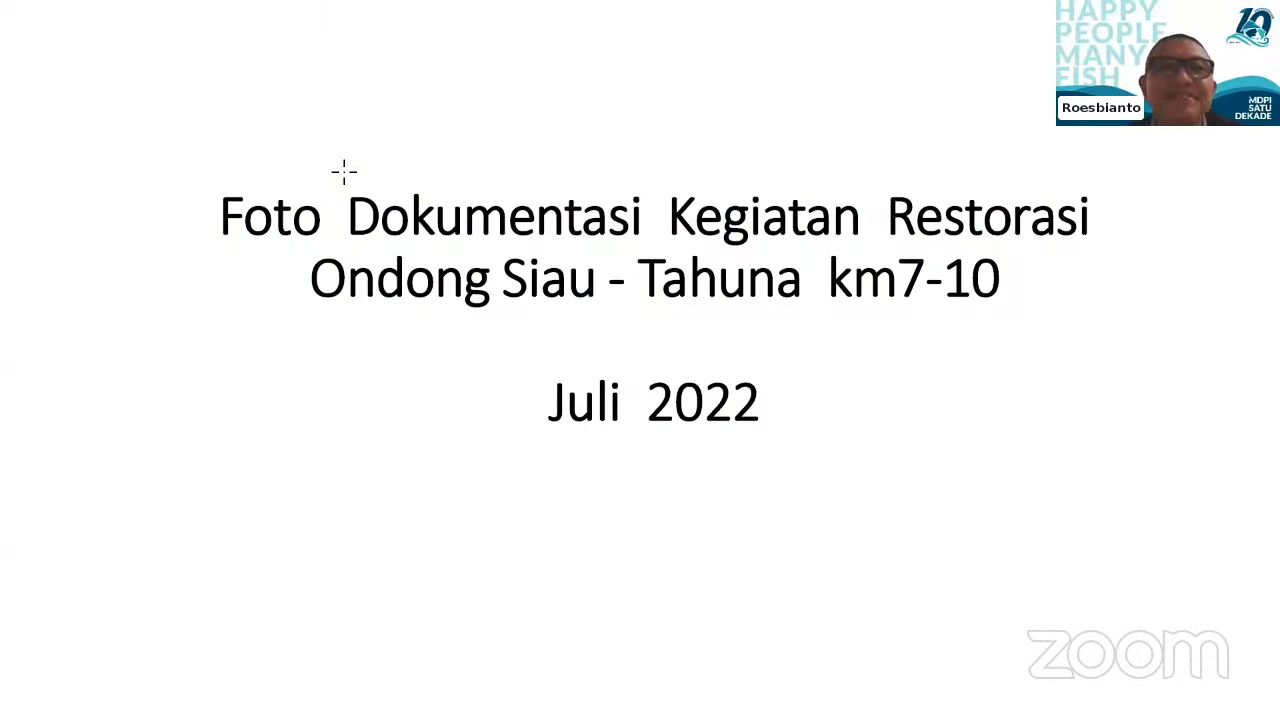 HAPPY
PEOPLE
MANY
FISH
10
Roesbianto
MDPI
SATU
DEKADE
Foto Dokumentasi Kegiatan Restorasi
Ondong Siau - Tahuna km7-10
Juli 2022
zoom